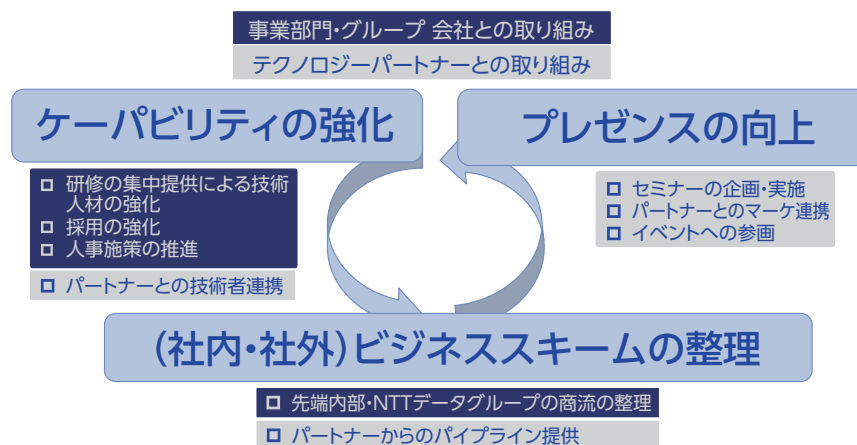 事業部門・グループ 会社との取り組み
テクノロジーパートナーとの取り組み
ケーパビリティの強化
プレゼンスの向上
研修の集中提供による技術
人材の強化
採用の強化
人事施策の推進
パートナーとの技術者連携
セミナーの企画・実施
パートナーとのマーケ連携
イベントへの参画
(社内・社外)ビジネススキームの整理
先端内部・NTTデータグループの商流の整理
パートナーからのパイプライン提供